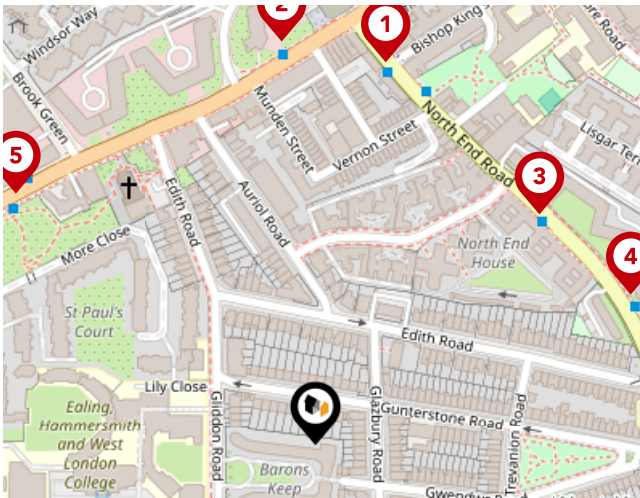 Windsor Way
2
1
Bishop King
Brook Green
Munden Street
Vernon Street
North End Road
Lisgar Ter
5
3
Edith Road
Auriol Road
More Close
North End
House
4
St Paul's
Court
Edith Road
Lily Close
Gliddon Road
Glazbury Road
Gunterstone Road
Trevanion Road
Ealing,
Hammersmith
and West
London
College
Barons
Keep